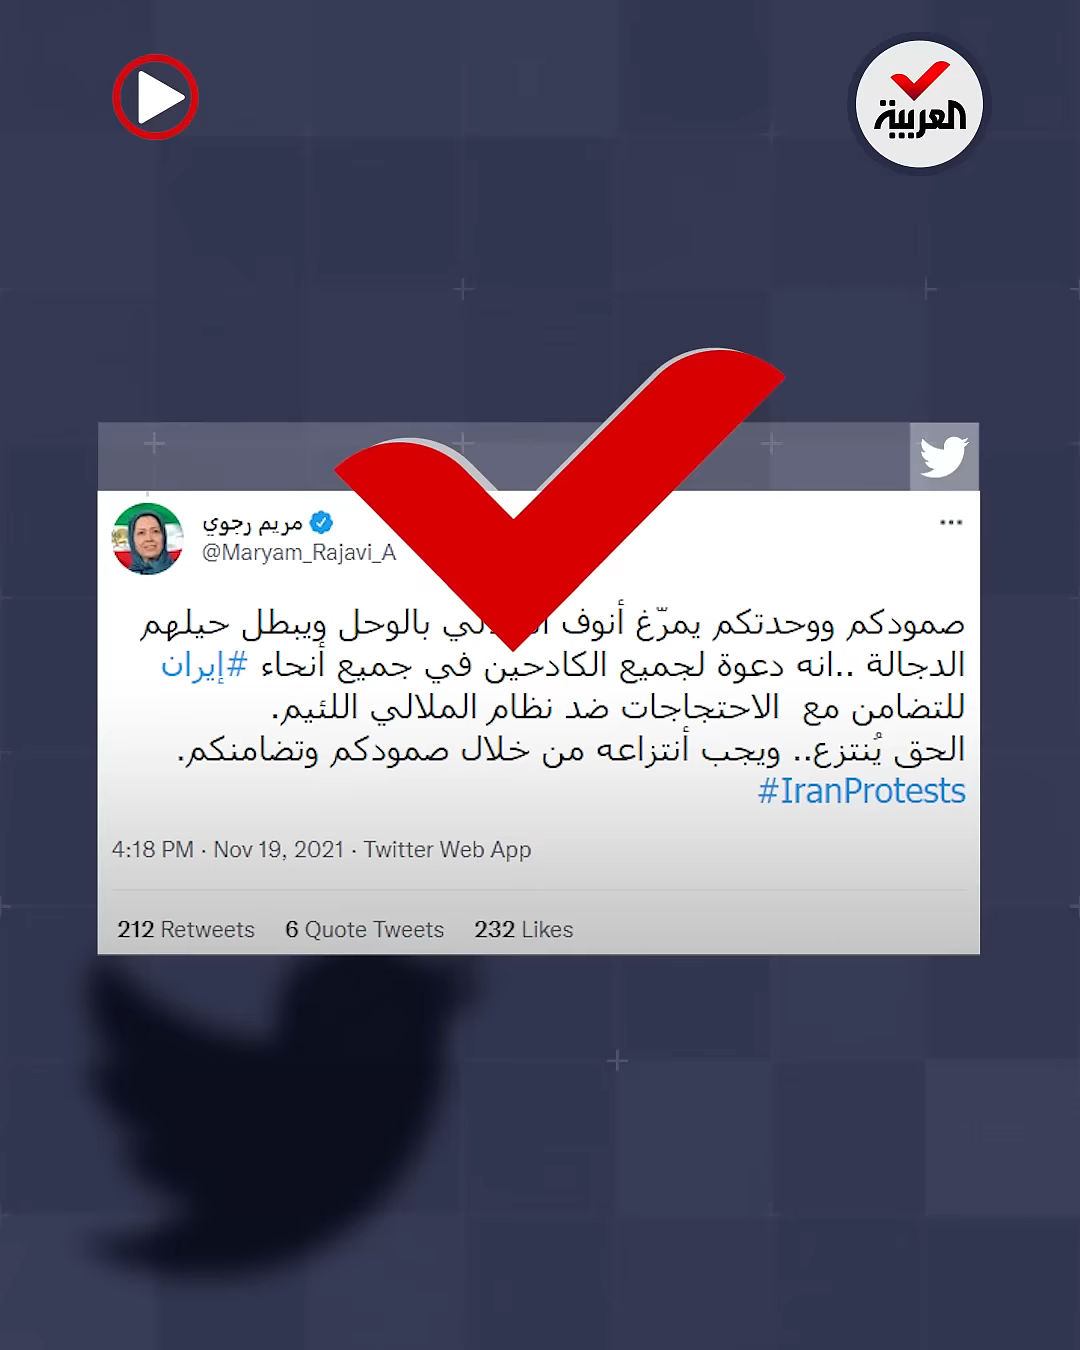 العربية
مريم رجوي
@Maryam_Rajavi_A
صمودكم ووحدتكم يمرّغ أنوف بالوحل ويبطل حيلهم
الدجالة ..انه دعوة لجميع الكادحين في جميع أنحاء #إيران
للتضامن مع الاحتجاجات ضد نظام الملالي اللئيم.
الحق يُنتزع.. ويجب أنتزاعه من خلال صمودكم وتضامنكم.
#IranProtests
4:18 PM · Nov 19, 2021 · Twitter Web App
212 Retweets 6 Quote Tweets 232 Likes